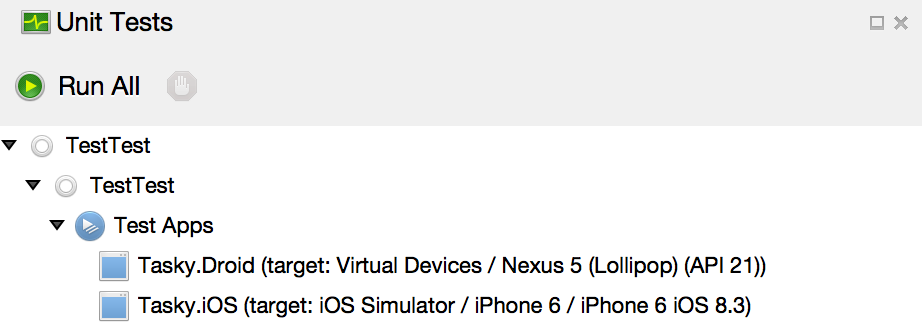 Unit Tests
Run All
TestTest
TestTest
Test Apps
Tasky.Droid (target: Virtual Devices / Nexus 5 (Lollipop) (API 21))
Tasky.iOS (target: iOS Simulator / iPhone 6 / iPhone 6 iOS 8.3)